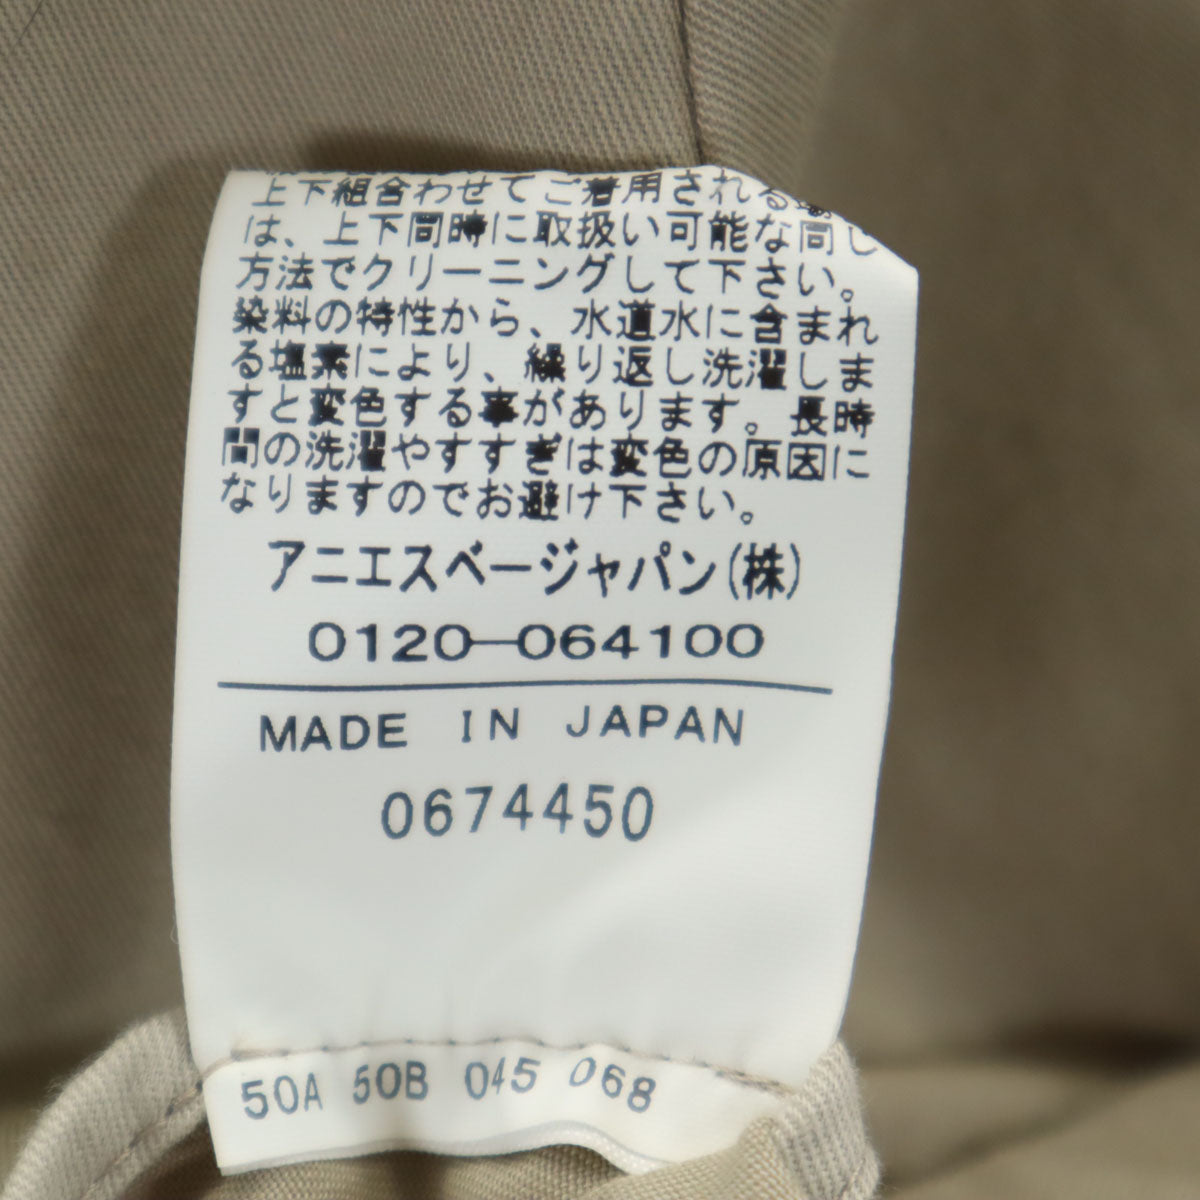 上下組合わせてご着用される場
は、上下同時に取扱い可能な同じ
方法でクリーニングして下さい。
染料の特性から、水道水に含まれ
る塩素により、繰り返し洗濯しま
すと変色する事があります。長時
間の洗濯やすすぎは変色の原因に
なりますのでお避け下さい。
アニエスベージャパン(株)
0120-064100
MADE IN JAPAN
0674450
50A 50B 045 068